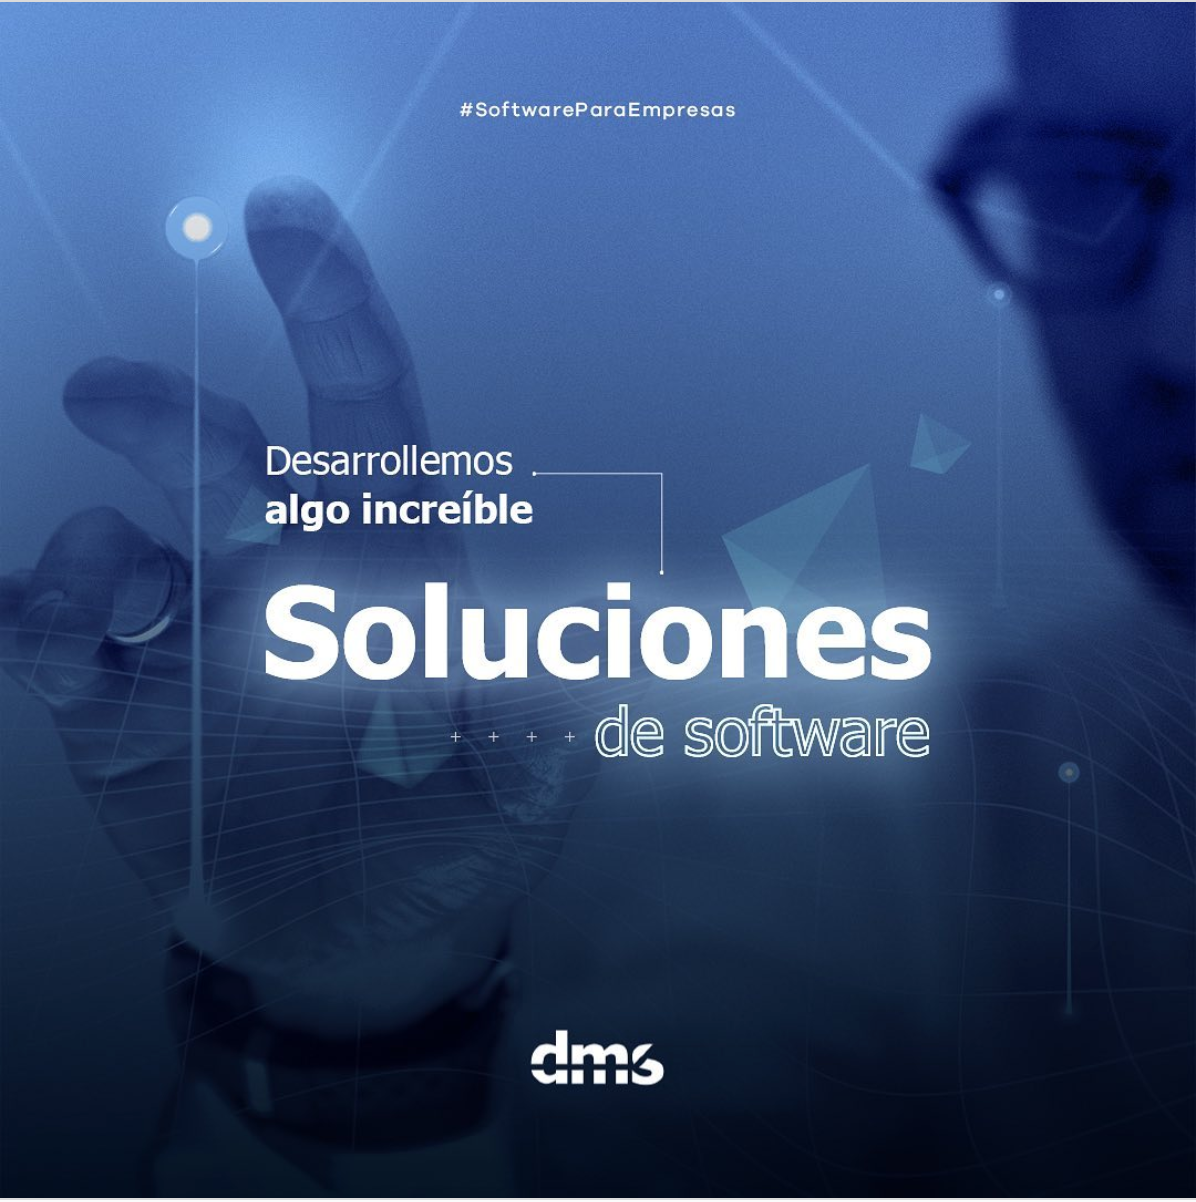 #SoftwareParaEmpresas
Desarrollemos
algo increíble
Soluciones
de software
dms